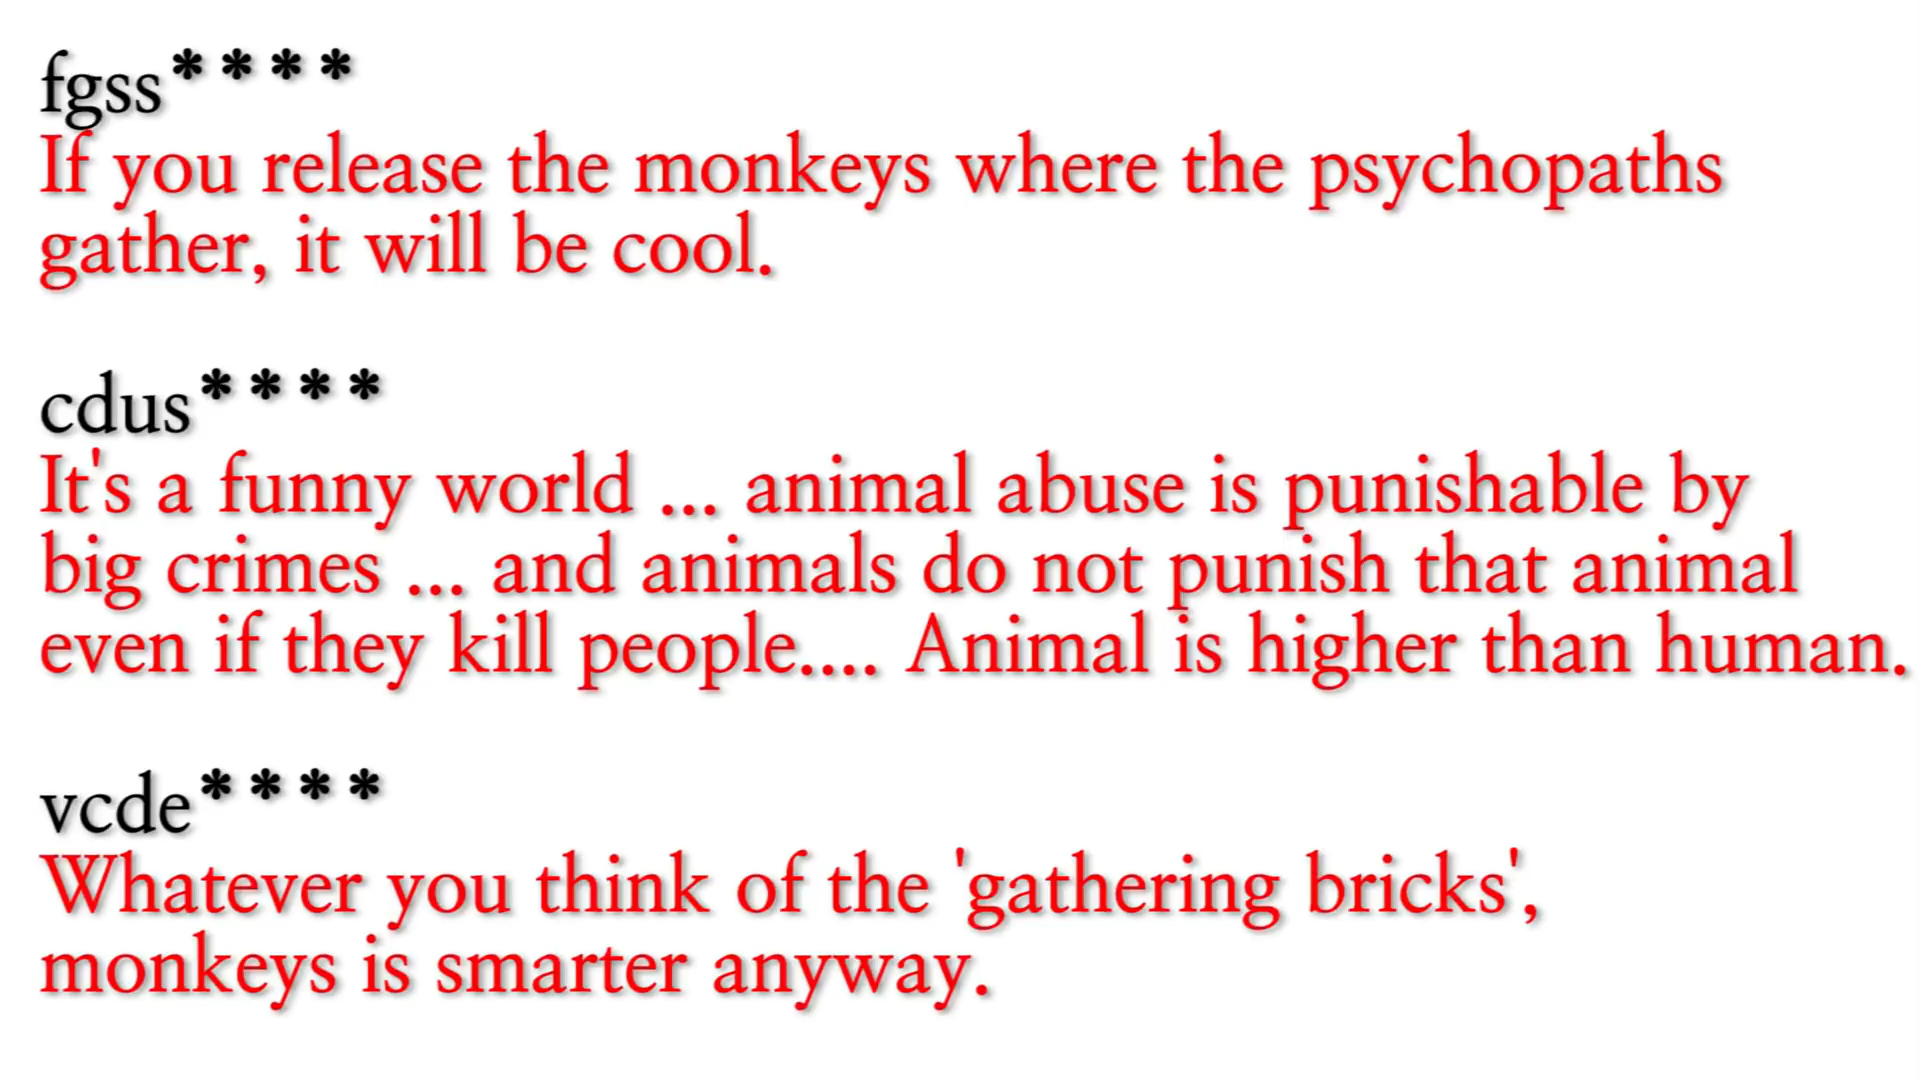 fgss****
If you release the monkeys where the psychopaths
gather, it will be cool.
cdus****
It's a funny world ... animal abuse is punishable by
big crimes ... and animals do not punish that animal
even if they kill people.... Animal is higher than human.
vcde****
Whatever you think of the 'gathering bricks',
monkeys is smarter anyway.